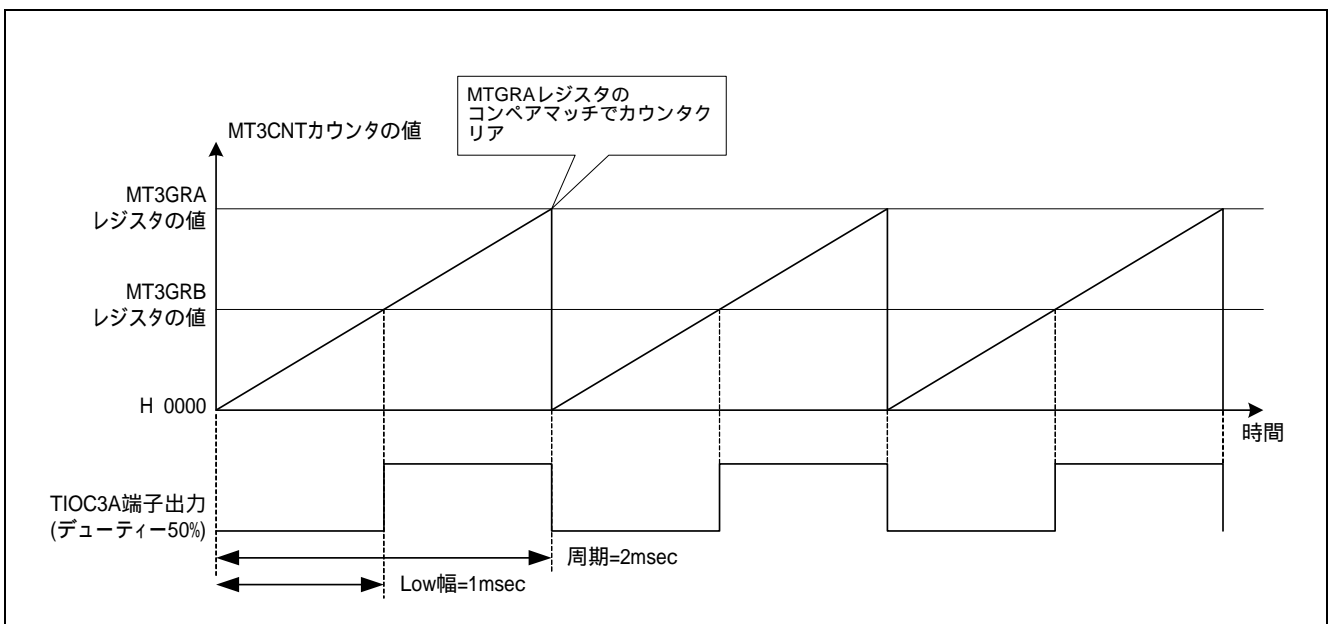 MTGRAレジスタの
コンペアマッチでカウンタク
リア
MT3CNTカウンタの値
MT3GRA
レジスタの値
MT3GRB
レジスタの値
H 0000
時間
TIOC3A端子出力
(デューティー50%)
周期=2msec
Low幅=1msec